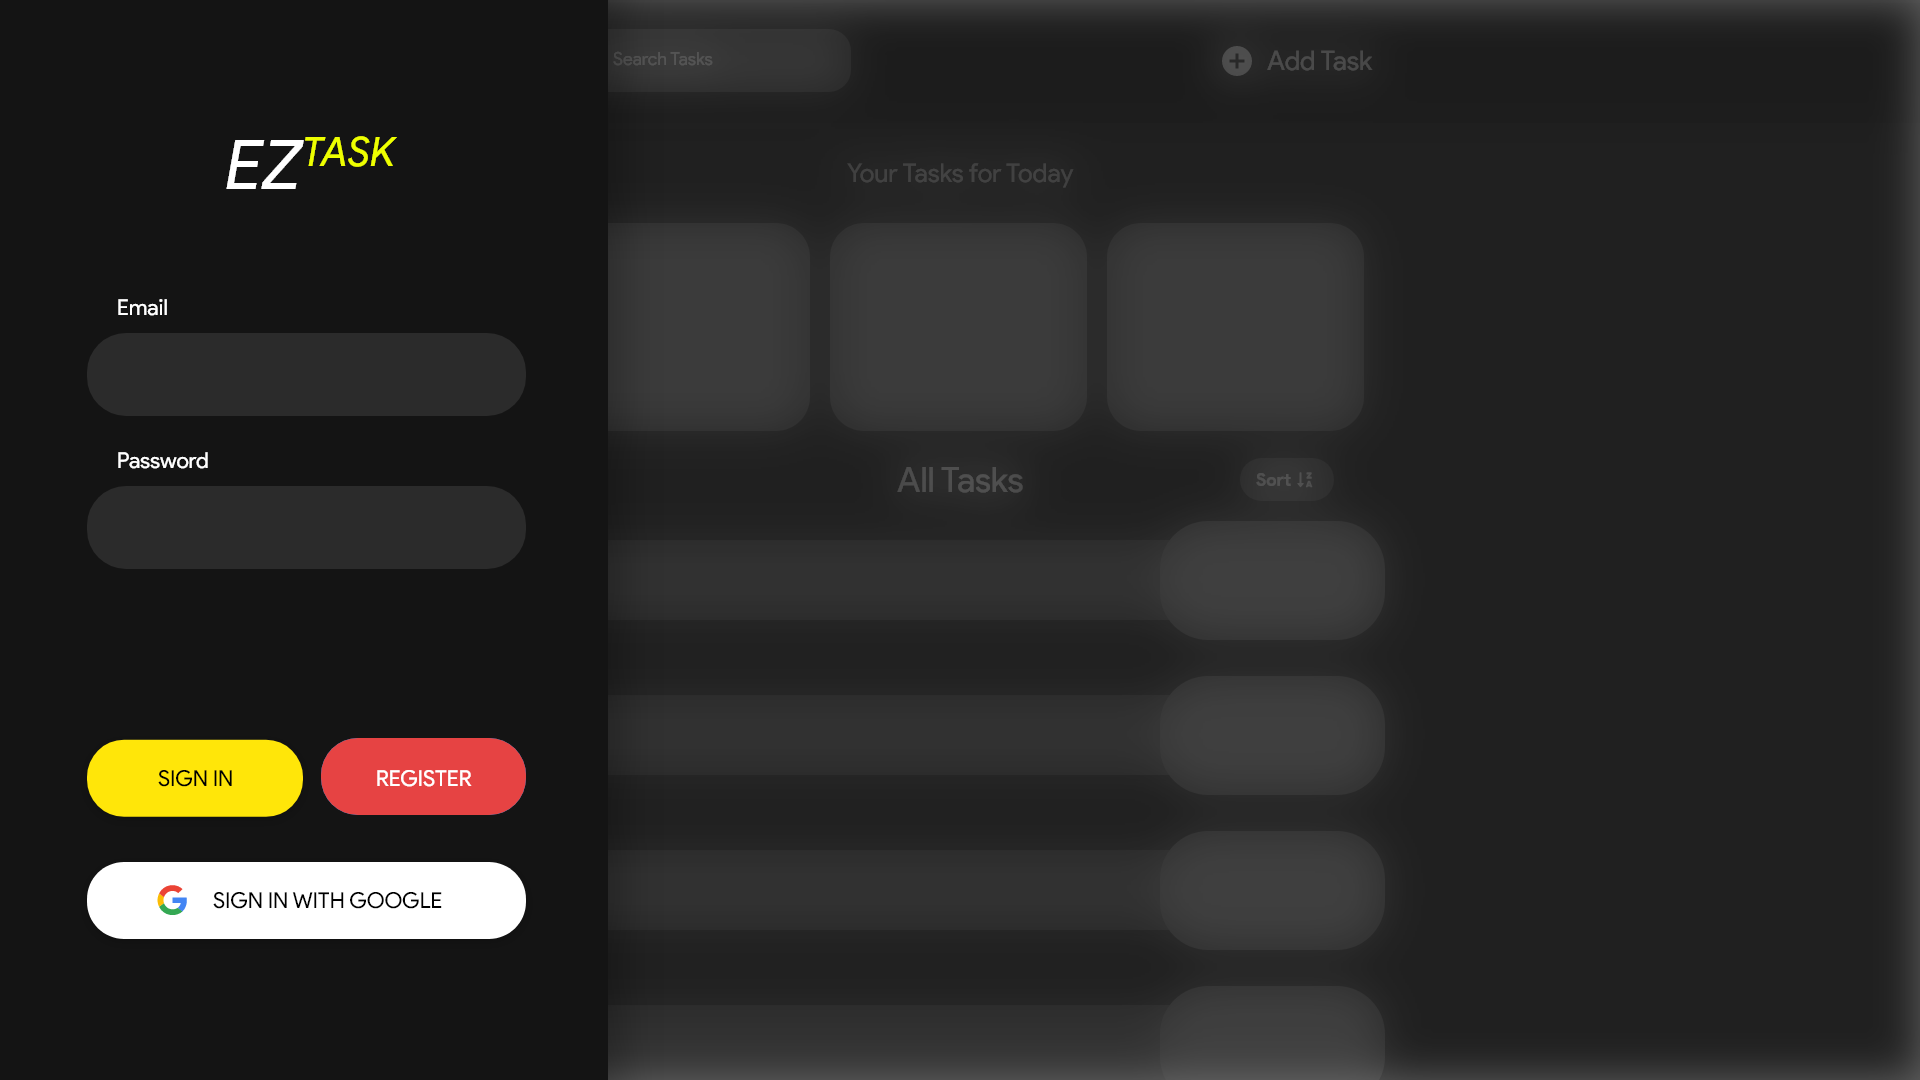 EZTASK
Email
Password
SIGN IN
REGISTER
SIGN IN WITH GOOGLE
Search Tasks
Add Task
Your Tasks for Today
All Tasks
Sort